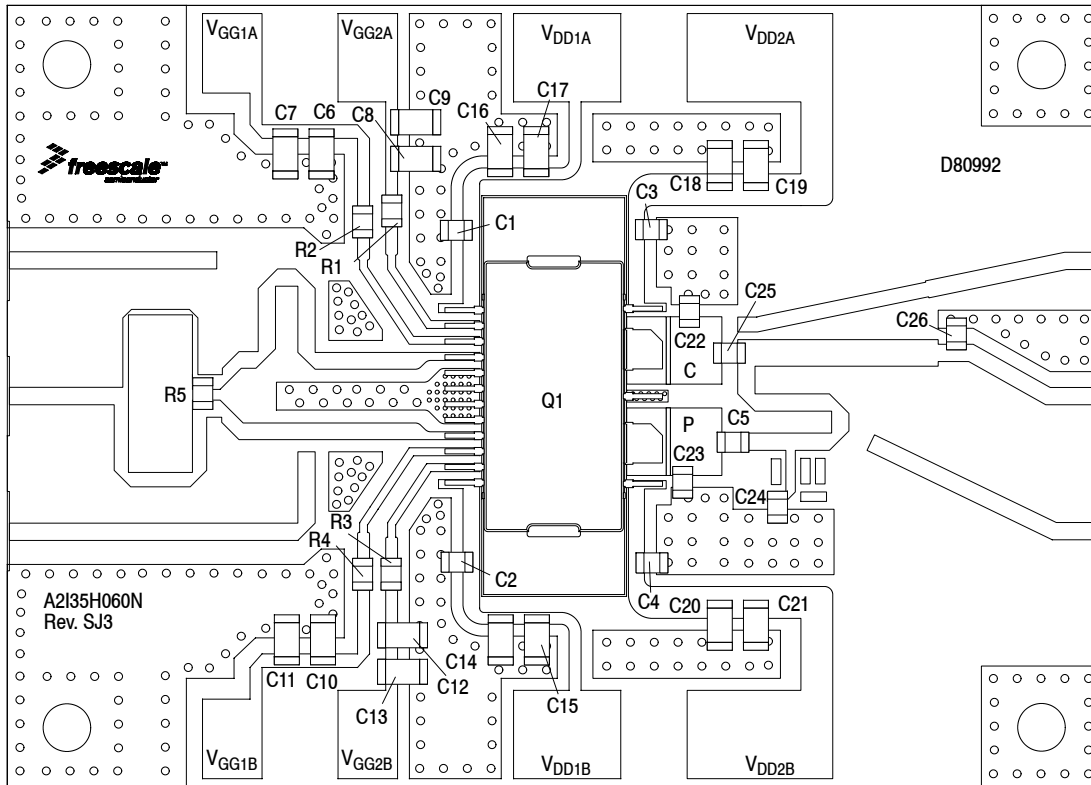 VGG1A
VGG2A
VDD1A
VDD2A
C7
C6
C8
C9
C16
C17
freescale™
semiconductor
C18
C19
D80992
C3
C1
R2
R1
C25
C26
C22
C
R5
Q1
P
C5
C23
C24
R3
R4
C2
C4
A2I35H060N
Rev. SJ3
C20
C21
C14
C11
C10
C12
C13
C15
VGG1B
VGG2B
VDD1B
VDD2B